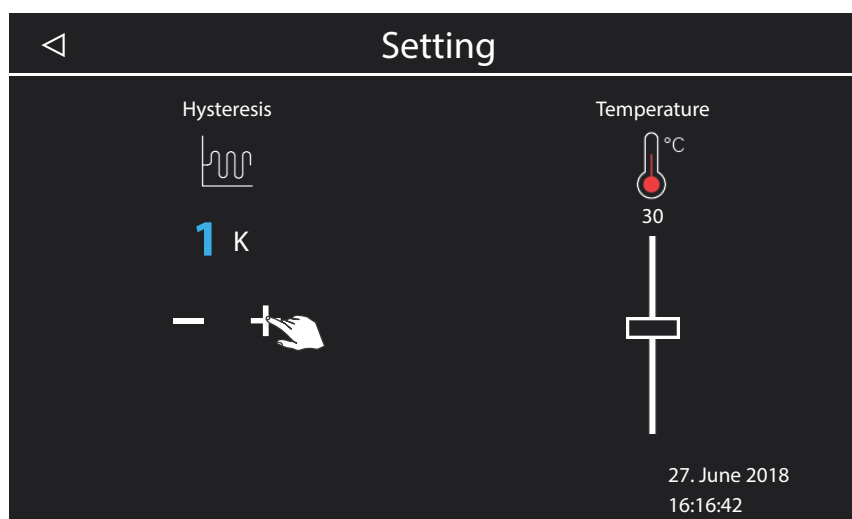 Setting
Hysteresis
1 K
Temperature
°C
30
27. June 2018
16:16:42